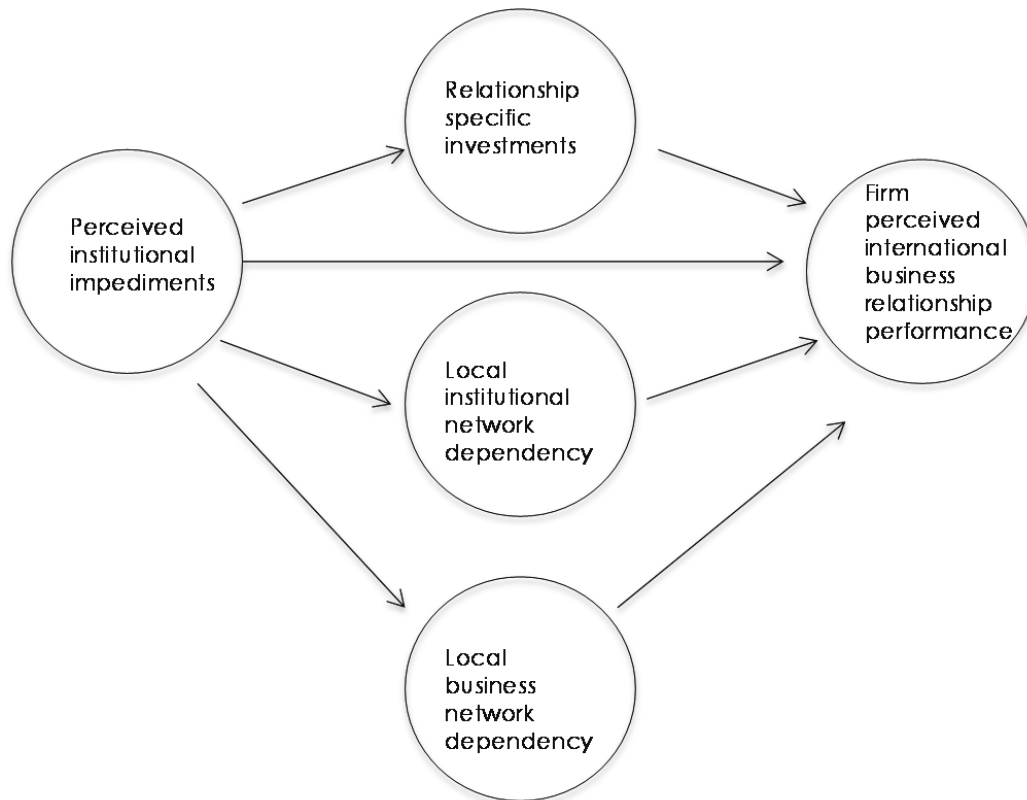 Relationship
specific
investments
Perceived
institutional
impediments
Firm
perceived
international
business
relationship
performance
Local
institutional
network
dependency
Local
business
network
dependency